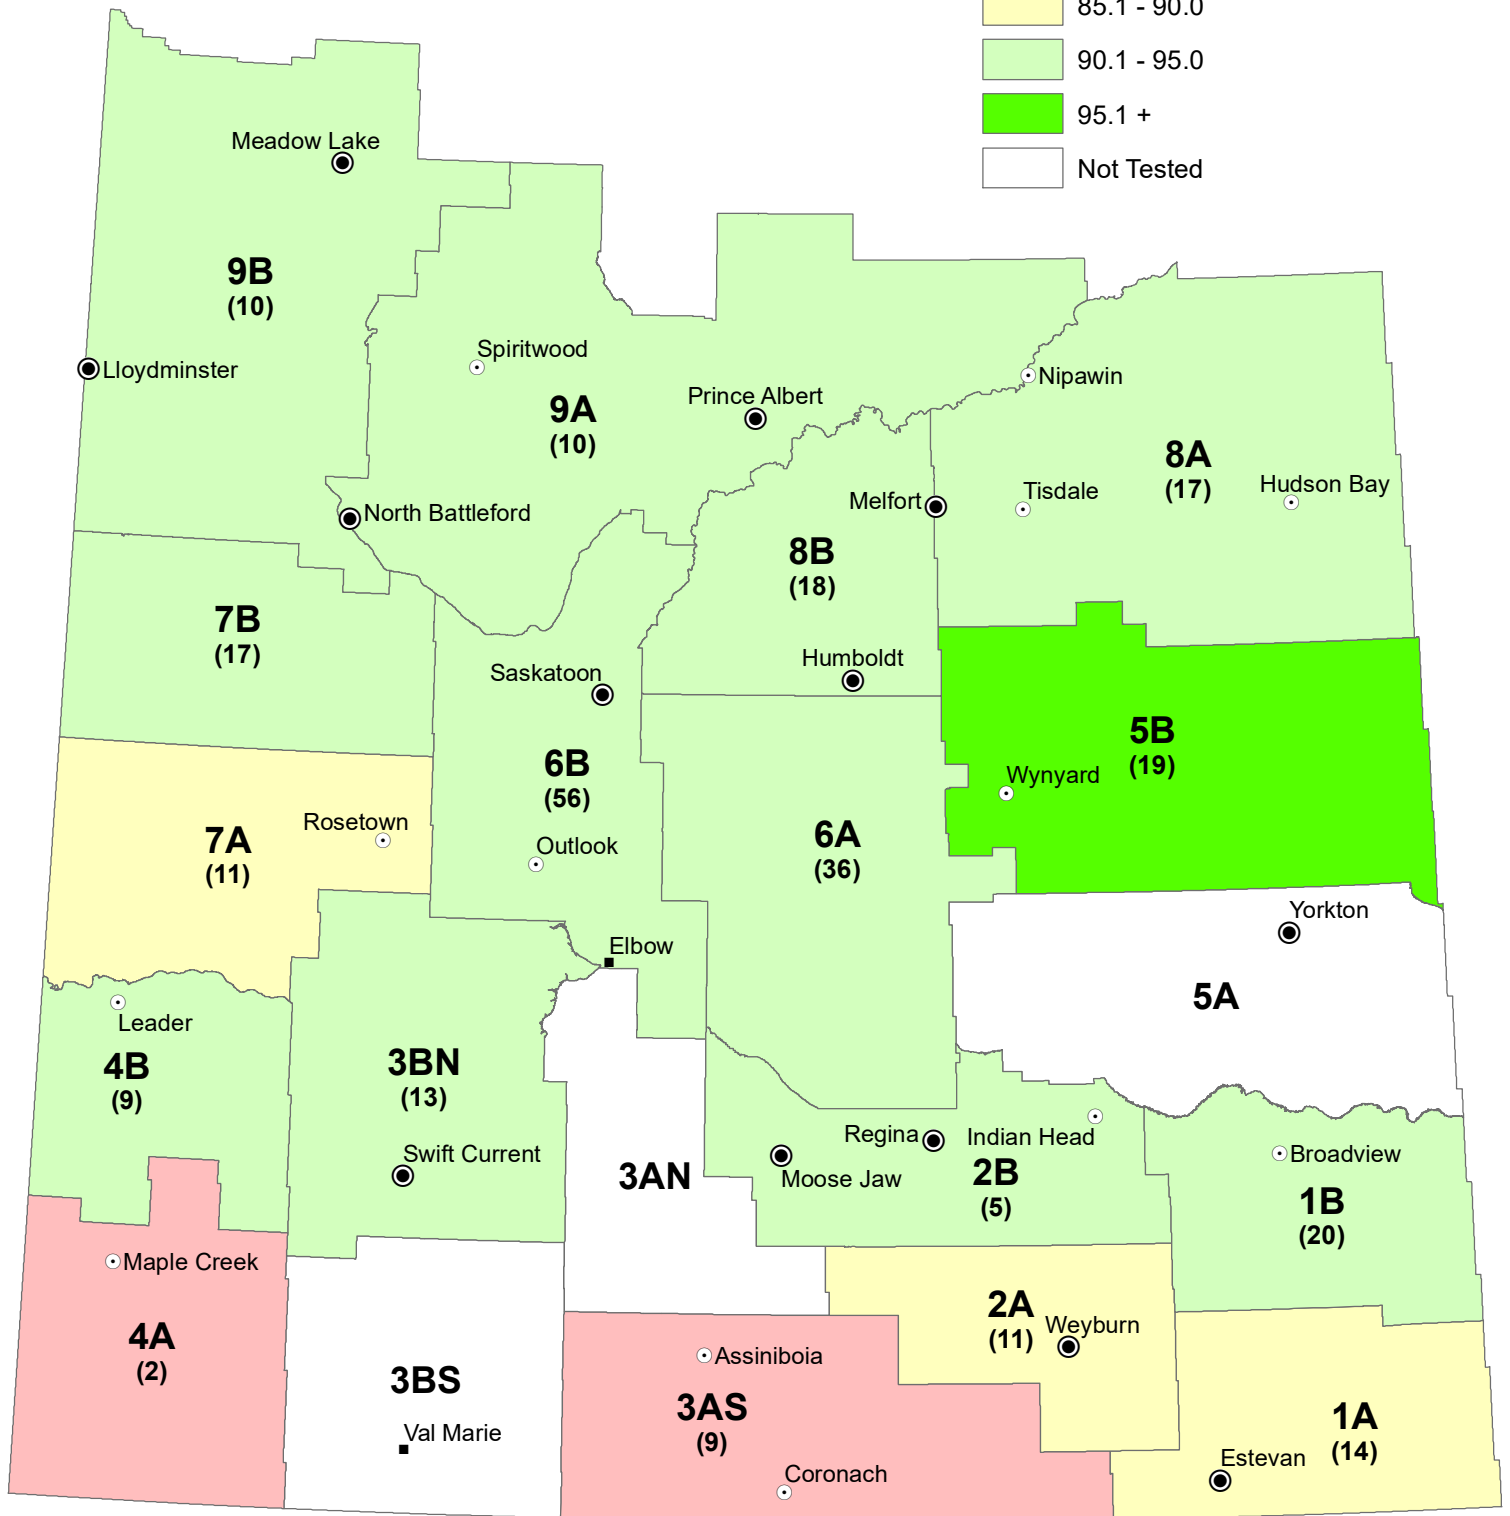 85.1 - 90.0
90.1 - 95.0
95.1 +
Not Tested
Meadow Lake
9B
(10)
Lloydminster
Spiritwood
9A
(10)
Prince Albert
Nipawin
North Battleford
8A
(17)
Tisdale
Hudson Bay
Melfort
8B
(18)
Humboldt
7B
(17)
Saskatoon
6B
(56)
Outlook
5B
(19)
Wynyard
7A
(11)
Rosetown
6A
(36)
Yorkton
5A
Elbow
Leader
4B
(9)
3BN
(13)
Swift Current
3AN
Regina
Indian Head
Moose Jaw
2B
(5)
Broadview
1B
(20)
Maple Creek
4A
(2)
3BS
Val Marie
Assiniboia
3AS
(9)
Coronach
2A
(11)
Weyburn
1A
(14)
Estevan